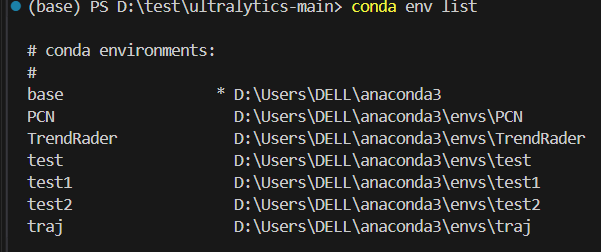 (base) PS D:\test\ultralytics-main> conda env list
# conda environments:
#
base * D:\Users\DELL\anaconda3
PCN D:\Users\DELL\anaconda3\envs\PCN
TrendRader D:\Users\DELL\anaconda3\envs\TrendRader
test D:\Users\DELL\anaconda3\envs\test
test1 D:\Users\DELL\anaconda3\envs\test1
test2 D:\Users\DELL\anaconda3\envs\test2
traj D:\Users\DELL\anaconda3\envs\traj